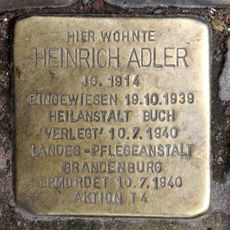 HIER WOHNTE
HEINRICH ADLER
JG. 1914
EINGEWIESEN 19.10.1939
HEILANSTALT BUCH
VERLEGT 10.7.1940
LANDES-PFLEGEANSTALT
BRANDENBURG
ERMORDET 10.7.1940
AKTION T4